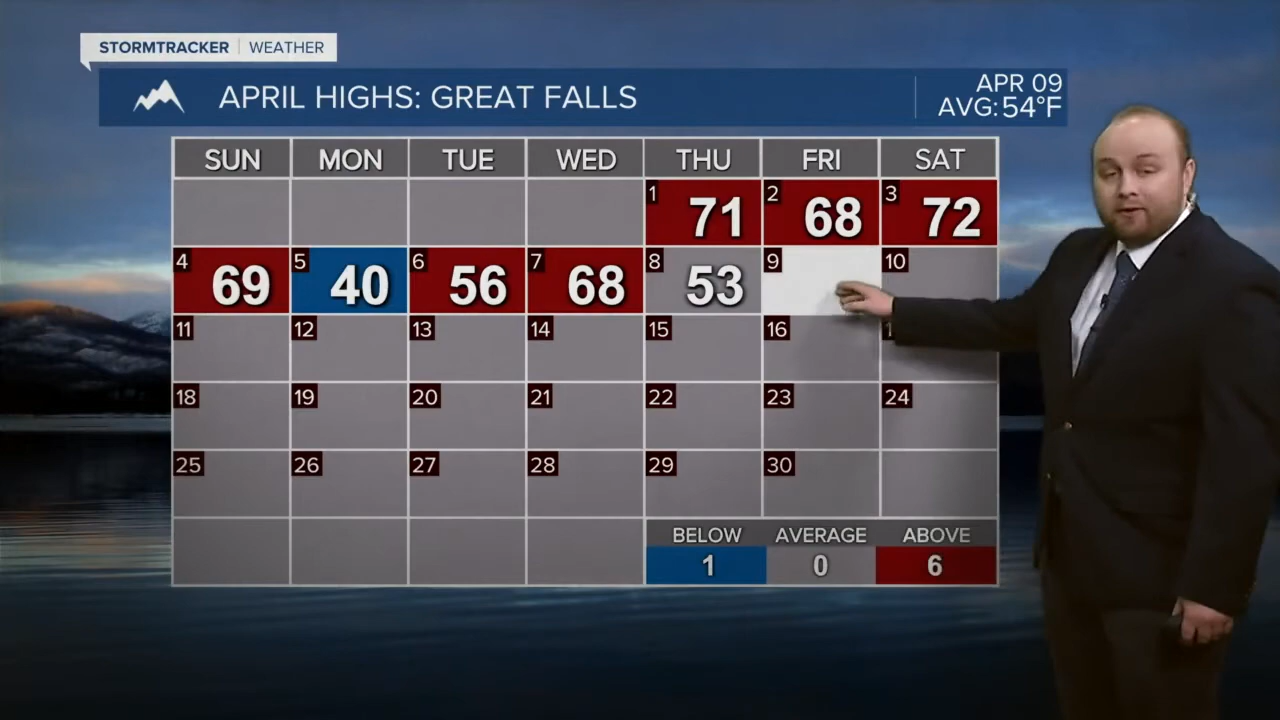 STORMTRACKER WEATHER
APRIL HIGHS: GREAT FALLS
APR 09
AVG: 54°F
SUN MON TUE WED THU FRI SAT
1 71 2 68 3 72
4 69 5 40 6 56 7 68 8 53 9 10
11 12 13 14 15 16
18 19 20 21 22 23 24
25 26 27 28 29 30
BELOW AVERAGE ABOVE
1 0 6